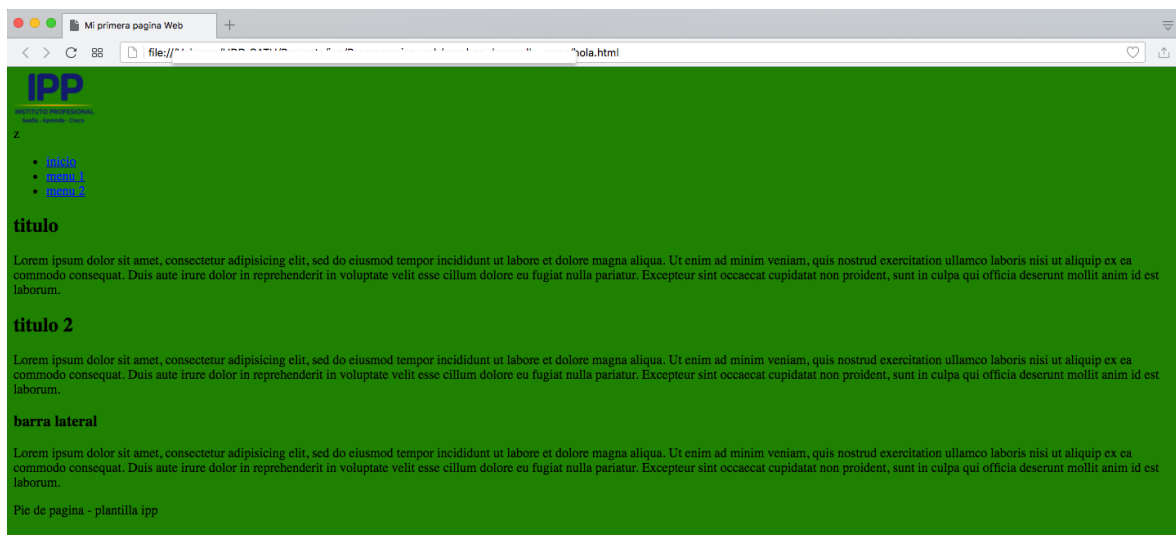 Mi primera pagina Web
file:// hola.html
IPP
INSTITUTO PROFESIONAL
Sueña - Aprende - Crece
z
inicio
menu 1
menu 2
titulo
Lorem ipsum dolor sit amet, consectetur adipisicing elit, sed do eiusmod tempor incididunt ut labore et dolore magna aliqua. Ut enim ad minim veniam, quis nostrud exercitation ullamco laboris nisi ut aliquip ex ea
commodo consequat. Duis aute irure dolor in reprehenderit in voluptate velit esse cillum dolore eu fugiat nulla pariatur. Excepteur sint occaecat cupidatat non proident, sunt in culpa qui officia deserunt mollit anim id est
laborum.
titulo 2
Lorem ipsum dolor sit amet, consectetur adipisicing elit, sed do eiusmod tempor incididunt ut labore et dolore magna aliqua. Ut enim ad minim veniam, quis nostrud exercitation ullamco laboris nisi ut aliquip ex ea
commodo consequat. Duis aute irure dolor in reprehenderit in voluptate velit esse cillum dolore eu fugiat nulla pariatur. Excepteur sint occaecat cupidatat non proident, sunt in culpa qui officia deserunt mollit anim id est
laborum.
barra lateral
Lorem ipsum dolor sit amet, consectetur adipisicing elit, sed do eiusmod tempor incididunt ut labore et dolore magna aliqua. Ut enim ad minim veniam, quis nostrud exercitation ullamco laboris nisi ut aliquip ex ea
commodo consequat. Duis aute irure dolor in reprehenderit in voluptate velit esse cillum dolore eu fugiat nulla pariatur. Excepteur sint occaecat cupidatat non proident, sunt in culpa qui officia deserunt mollit anim id est
laborum.
Pie de pagina - plantilla ipp